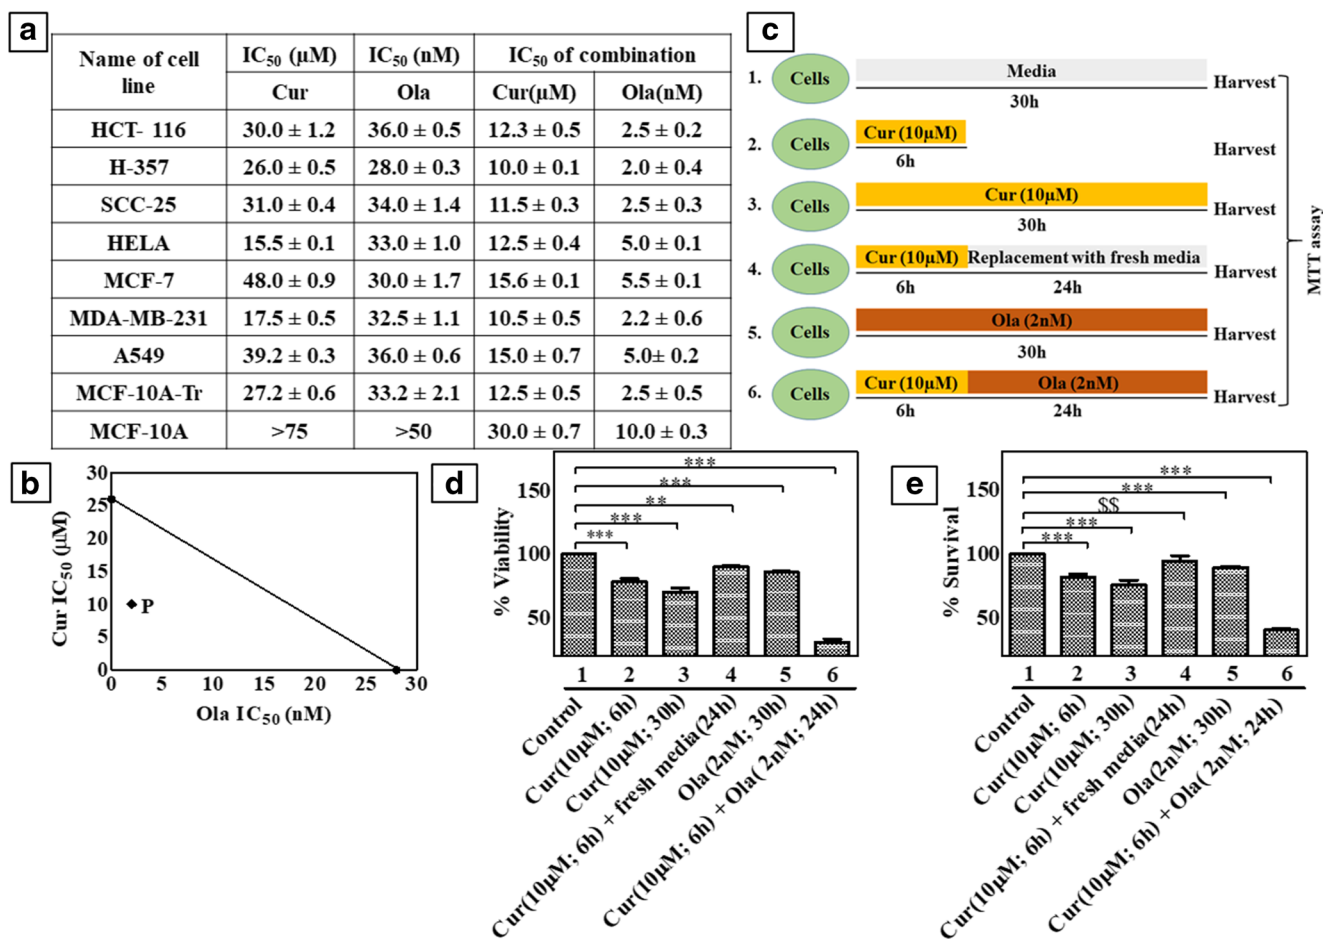 a
Name of cell line IC50 (μM) IC50 (nM) IC50 of combination
Cur Ola Cur(μM) Ola(nM)
HCT- 116 30.0 ± 1.2 36.0 ± 0.5 12.3 ± 0.5 2.5 ± 0.2
H-357 26.0 ± 0.5 28.0 ± 0.3 10.0 ± 0.1 2.0 ± 0.4
SCC-25 31.0 ± 0.4 34.0 ± 1.4 11.5 ± 0.3 2.5 ± 0.3
HELA 15.5 ± 0.1 33.0 ± 1.0 12.5 ± 0.4 5.0 ± 0.1
MCF-7 48.0 ± 0.9 30.0 ± 1.7 15.6 ± 0.1 5.5 ± 0.1
MDA-MB-231 17.5 ± 0.5 32.5 ± 1.1 10.5 ± 0.5 2.2 ± 0.6
A549 39.2 ± 0.3 36.0 ± 0.6 15.0 ± 0.7 5.0± 0.2
MCF-10A-Tr 27.2 ± 0.6 33.2 ± 2.1 12.5 ± 0.5 2.5 ± 0.5
MCF-10A >75 >50 30.0 ± 0.7 10.0 ± 0.3
c
1. Cells Media Harvest
30h
2. Cells Cur (10μM) Harvest
6h
3. Cells Cur (10μM) Harvest
30h
4. Cells Cur (10μM) Replacement with fresh media Harvest
6h 24h
5. Cells Ola (2nM) Harvest
30h
6. Cells Cur (10μM) Ola (2nM) Harvest
6h 24h
MTT assay
b
Cur IC50 (μM)
30
25
20
15
10
5
0
P
0 5 10 15 20 25 30
Ola IC50 (nM)
d
% Viability
150
100
50
***
***
**
***
***
1 2 3 4 5 6
Control
Cur(10μM; 6h)
Cur(10μM; 30h)
Cur(10μM; 6h) + fresh media(24h)
Ola(2nM; 30h)
Cur(10μM; 6h) + Ola( 2nM; 24h)
e
% Survival
150
100
50
***
***
$$
***
***
1 2 3 4 5 6
Control
Cur(10μM; 6h)
Cur(10μM; 30h)
Cur(10μM; 6h) + fresh media(24h)
Ola(2nM; 30h)
Cur(10μM; 6h) + Ola( 2nM; 24h)